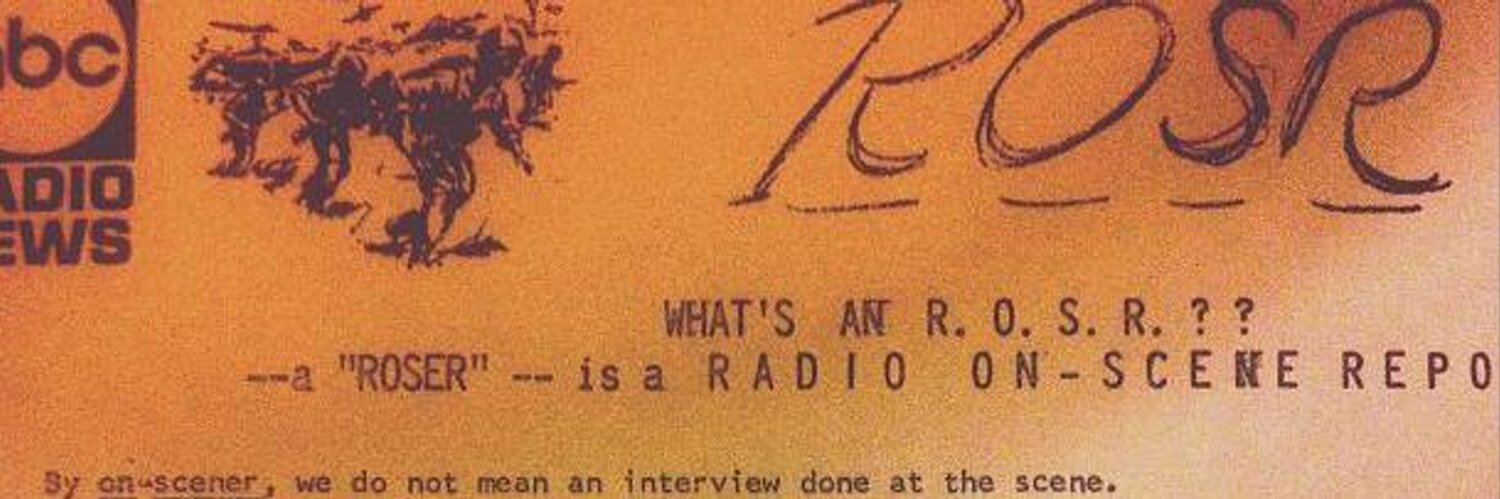 abc
ROSR
RADIO
NEWS
WHAT'S AN R. O. S. R. ? ?
--a "ROSER" -- is a RADIO ON-SCENE REPO
By on-scener, we do not mean an interview done at the scene.